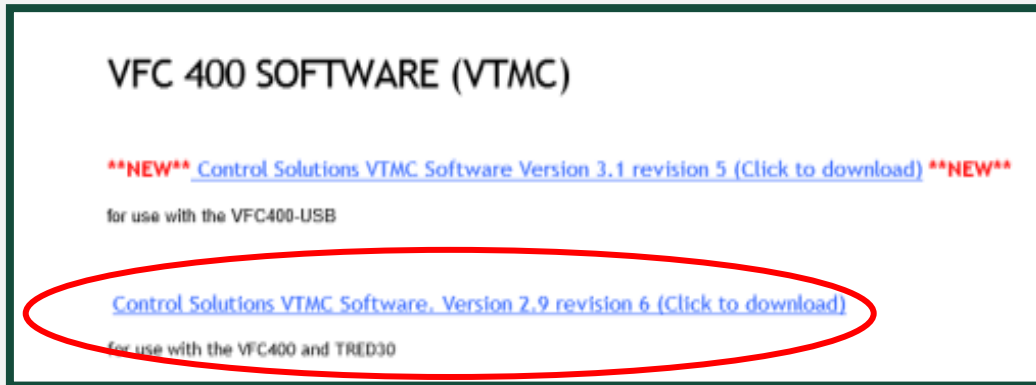 VFC 400 SOFTWARE (VTMC)
**NEW** Control Solutions VTMC Software Version 3.1 revision 5 (Click to download) **NEW**
for use with the VFC400-USB
Control Solutions VTMC Software. Version 2.9 revision 6 (Click to download)
for use with the VFC400 and TRED30